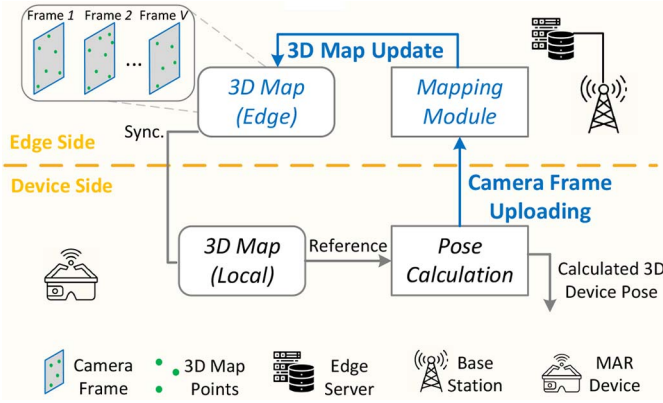 Frame 1 Frame 2 Frame V
...
3D Map Update
3D Map
(Edge)
Mapping
Module
Sync.
Edge Side
Device Side
Camera Frame
Uploading
3D Map
(Local)
Reference
Pose
Calculation
Calculated 3D
Device Pose
Camera
Frame
3D Map
Points
Edge
Server
Base
Station
MAR
Device